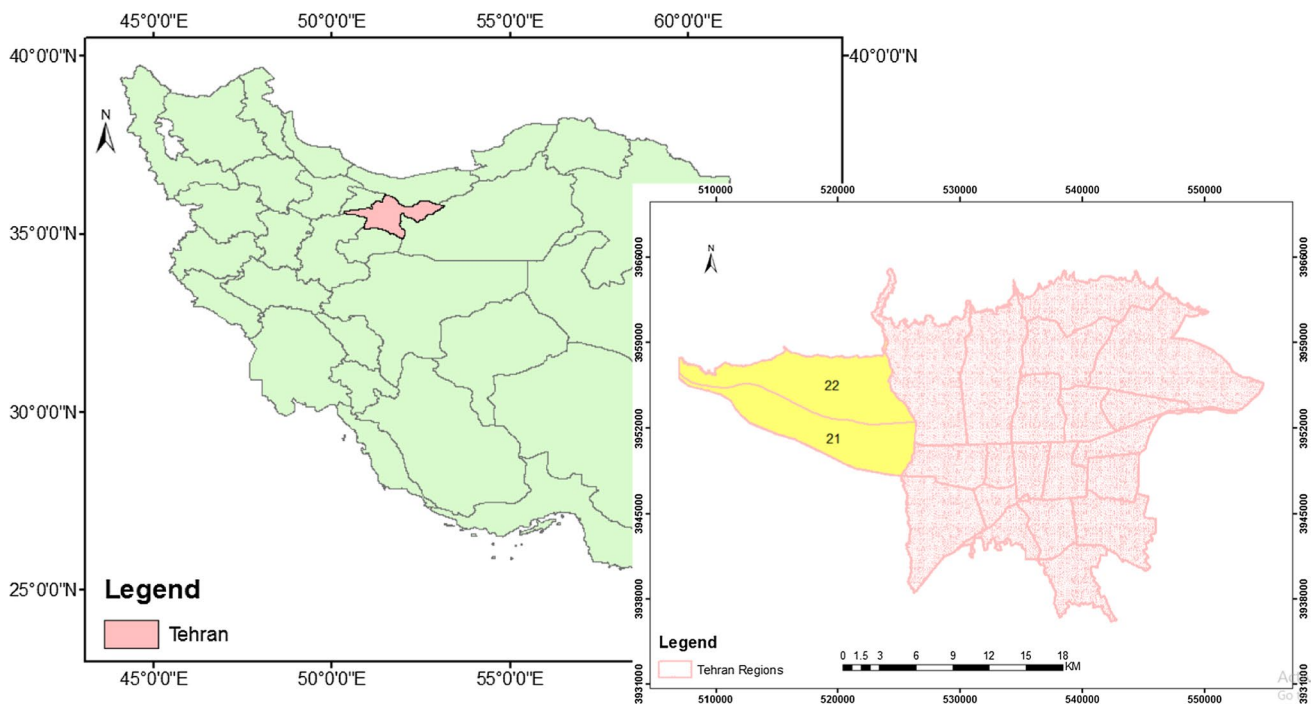 45°0'0"E 50°0'0"E 55°0'0"E 60°0'0"E
40°0'0"N
40°0'0"N
N
35°0'0"N
30°0'0"N
25°0'0"N
Legend
Tehran
45°0'0"E 50°0'0"E 55°0'0"E
510000 520000 530000 540000 550000
N
3966000 3966000
3959000 3959000
22
3952000 3952000
21
3945000 3945000
3938000 3938000
Legend
Tehran Regions
0 1.5 3 6 9 12 15 18
KM
3931000 3931000
510000 520000 530000 540000 550000